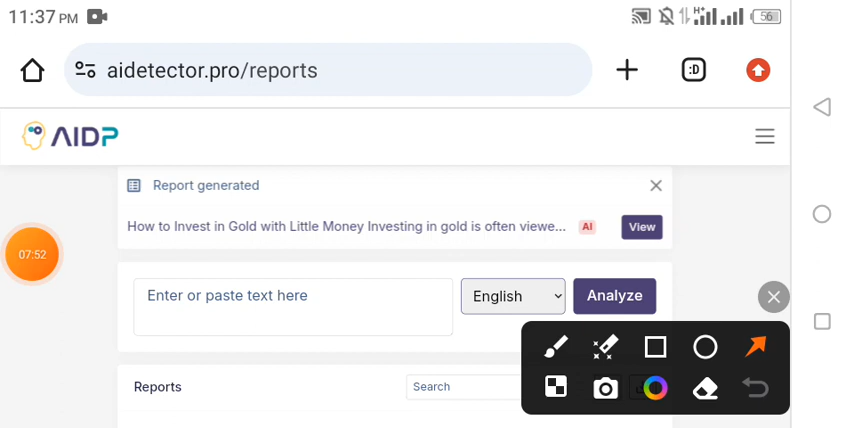 11:37 PM
H+
56
aidetector.pro/reports
:D
AIDP
Report generated
How to Invest in Gold with Little Money Investing in gold is often viewe...
AI
View
07:52
Enter or paste text here
English
Analyze
Reports
Search